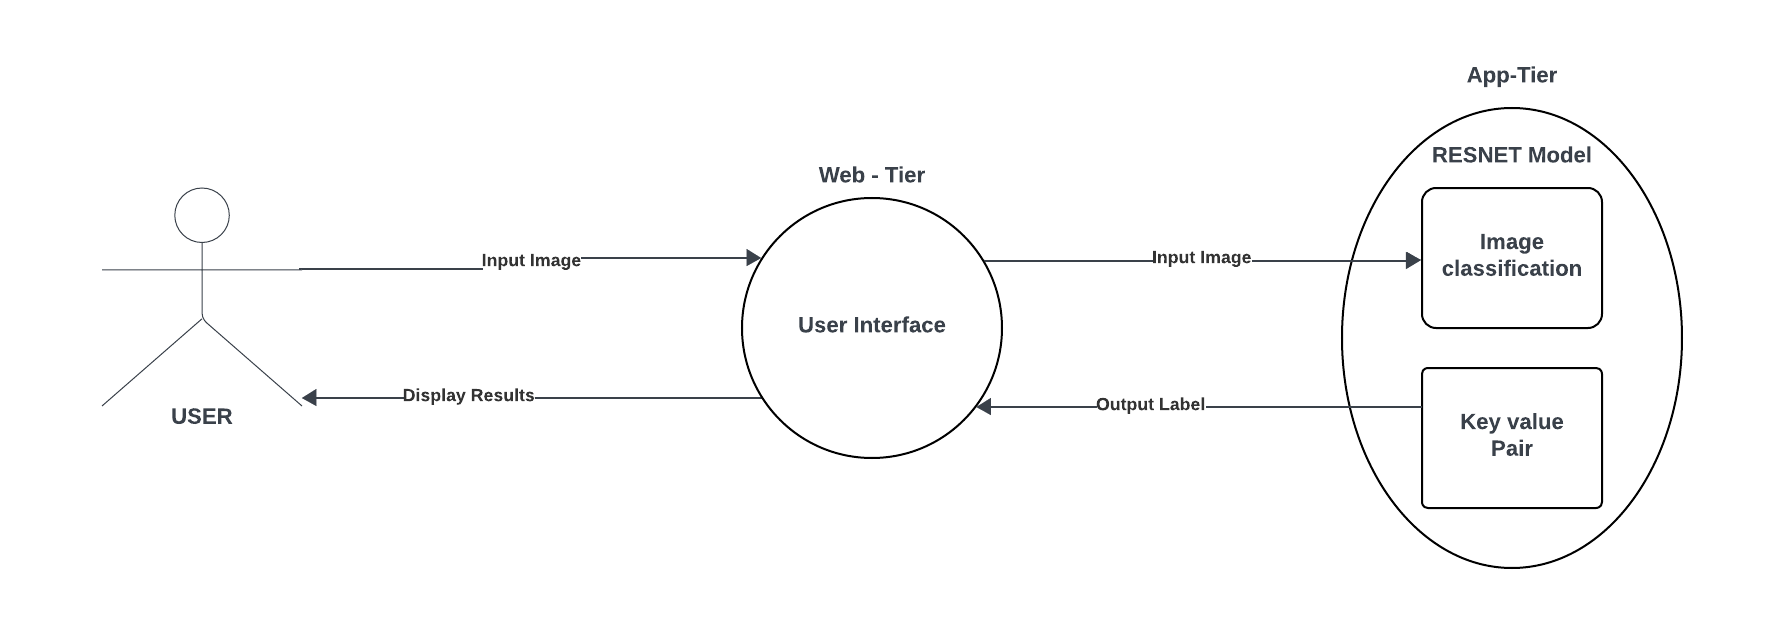 App-Tier
RESNET Model
Web - Tier
Image
classification
Input Image
Input Image
User Interface
Display Results
Output Label
USER
Key value
Pair